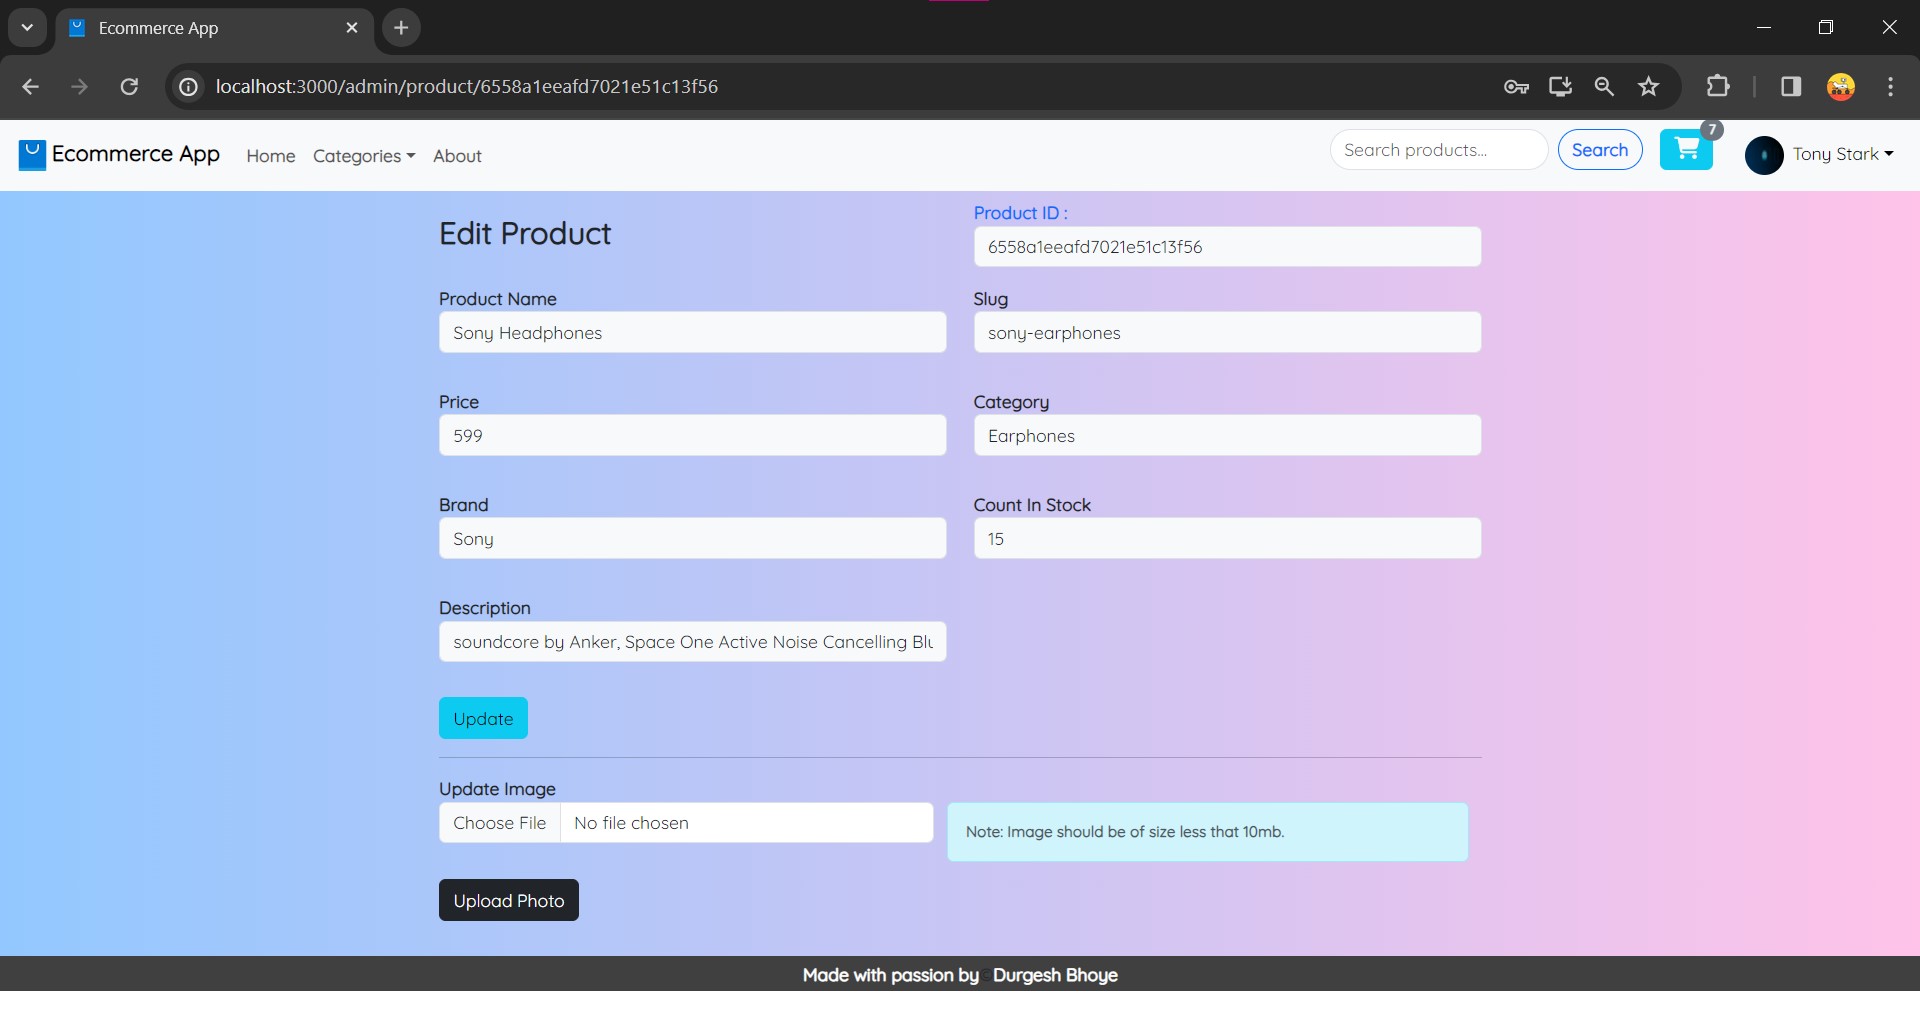 Ecommerce App
localhost:3000/admin/product/6558a1eeafd7021e51c13f56
Ecommerce App Home Categories About Search products... Search 7 Tony Stark
Edit Product
Product ID :
6558a1eeafd7021e51c13f56
Product Name
Sony Headphones
Slug
sony-earphones
Price
599
Category
Earphones
Brand
Sony
Count In Stock
15
Description
soundcore by Anker, Space One Active Noise Cancelling Blu
Update
Update Image
Choose File No file chosen
Note: Image should be of size less that 10mb.
Upload Photo
Made with passion by © Durgesh Bhoye